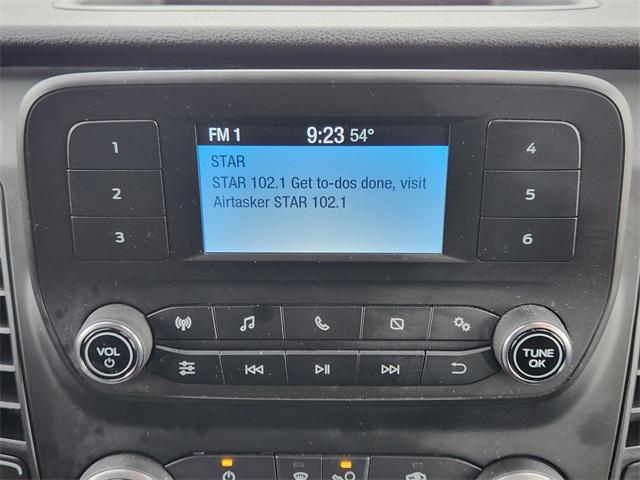 FM 1 9:23 54°
STAR
STAR 102.1 Get to-dos done, visit
Airtasker STAR 102.1
1
2
3
4
5
6
VOL
TUNE
OK